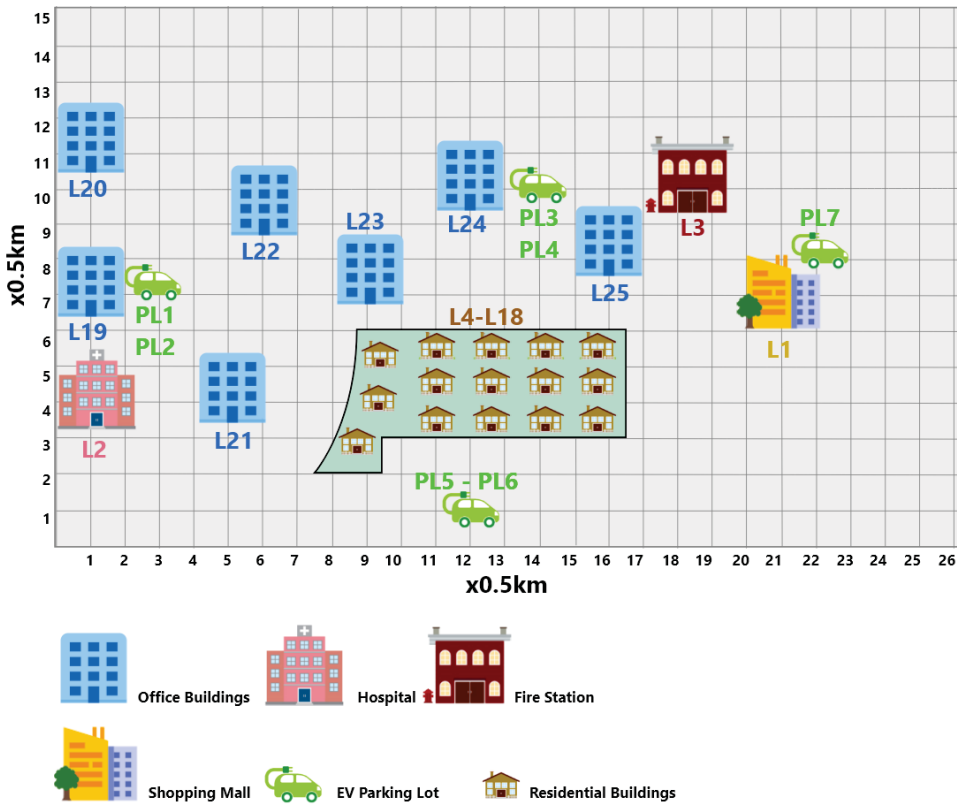 15
14
13
12
11
L20
10
L23
L24
PL3
L3
PL7
9
L22
PL4
8
L25
7
PL1
L19
L4-L18
6
PL2
L1
5
4
L21
L2
3
2
PL5 - PL6
1
x0.5km
1 2 3 4 5 6 7 8 9 10 11 12 13 14 15 16 17 18 19 20 21 22 23 24 25 26
x0.5km
Office Buildings
Hospital
Fire Station
Shopping Mall
EV Parking Lot
Residential Buildings